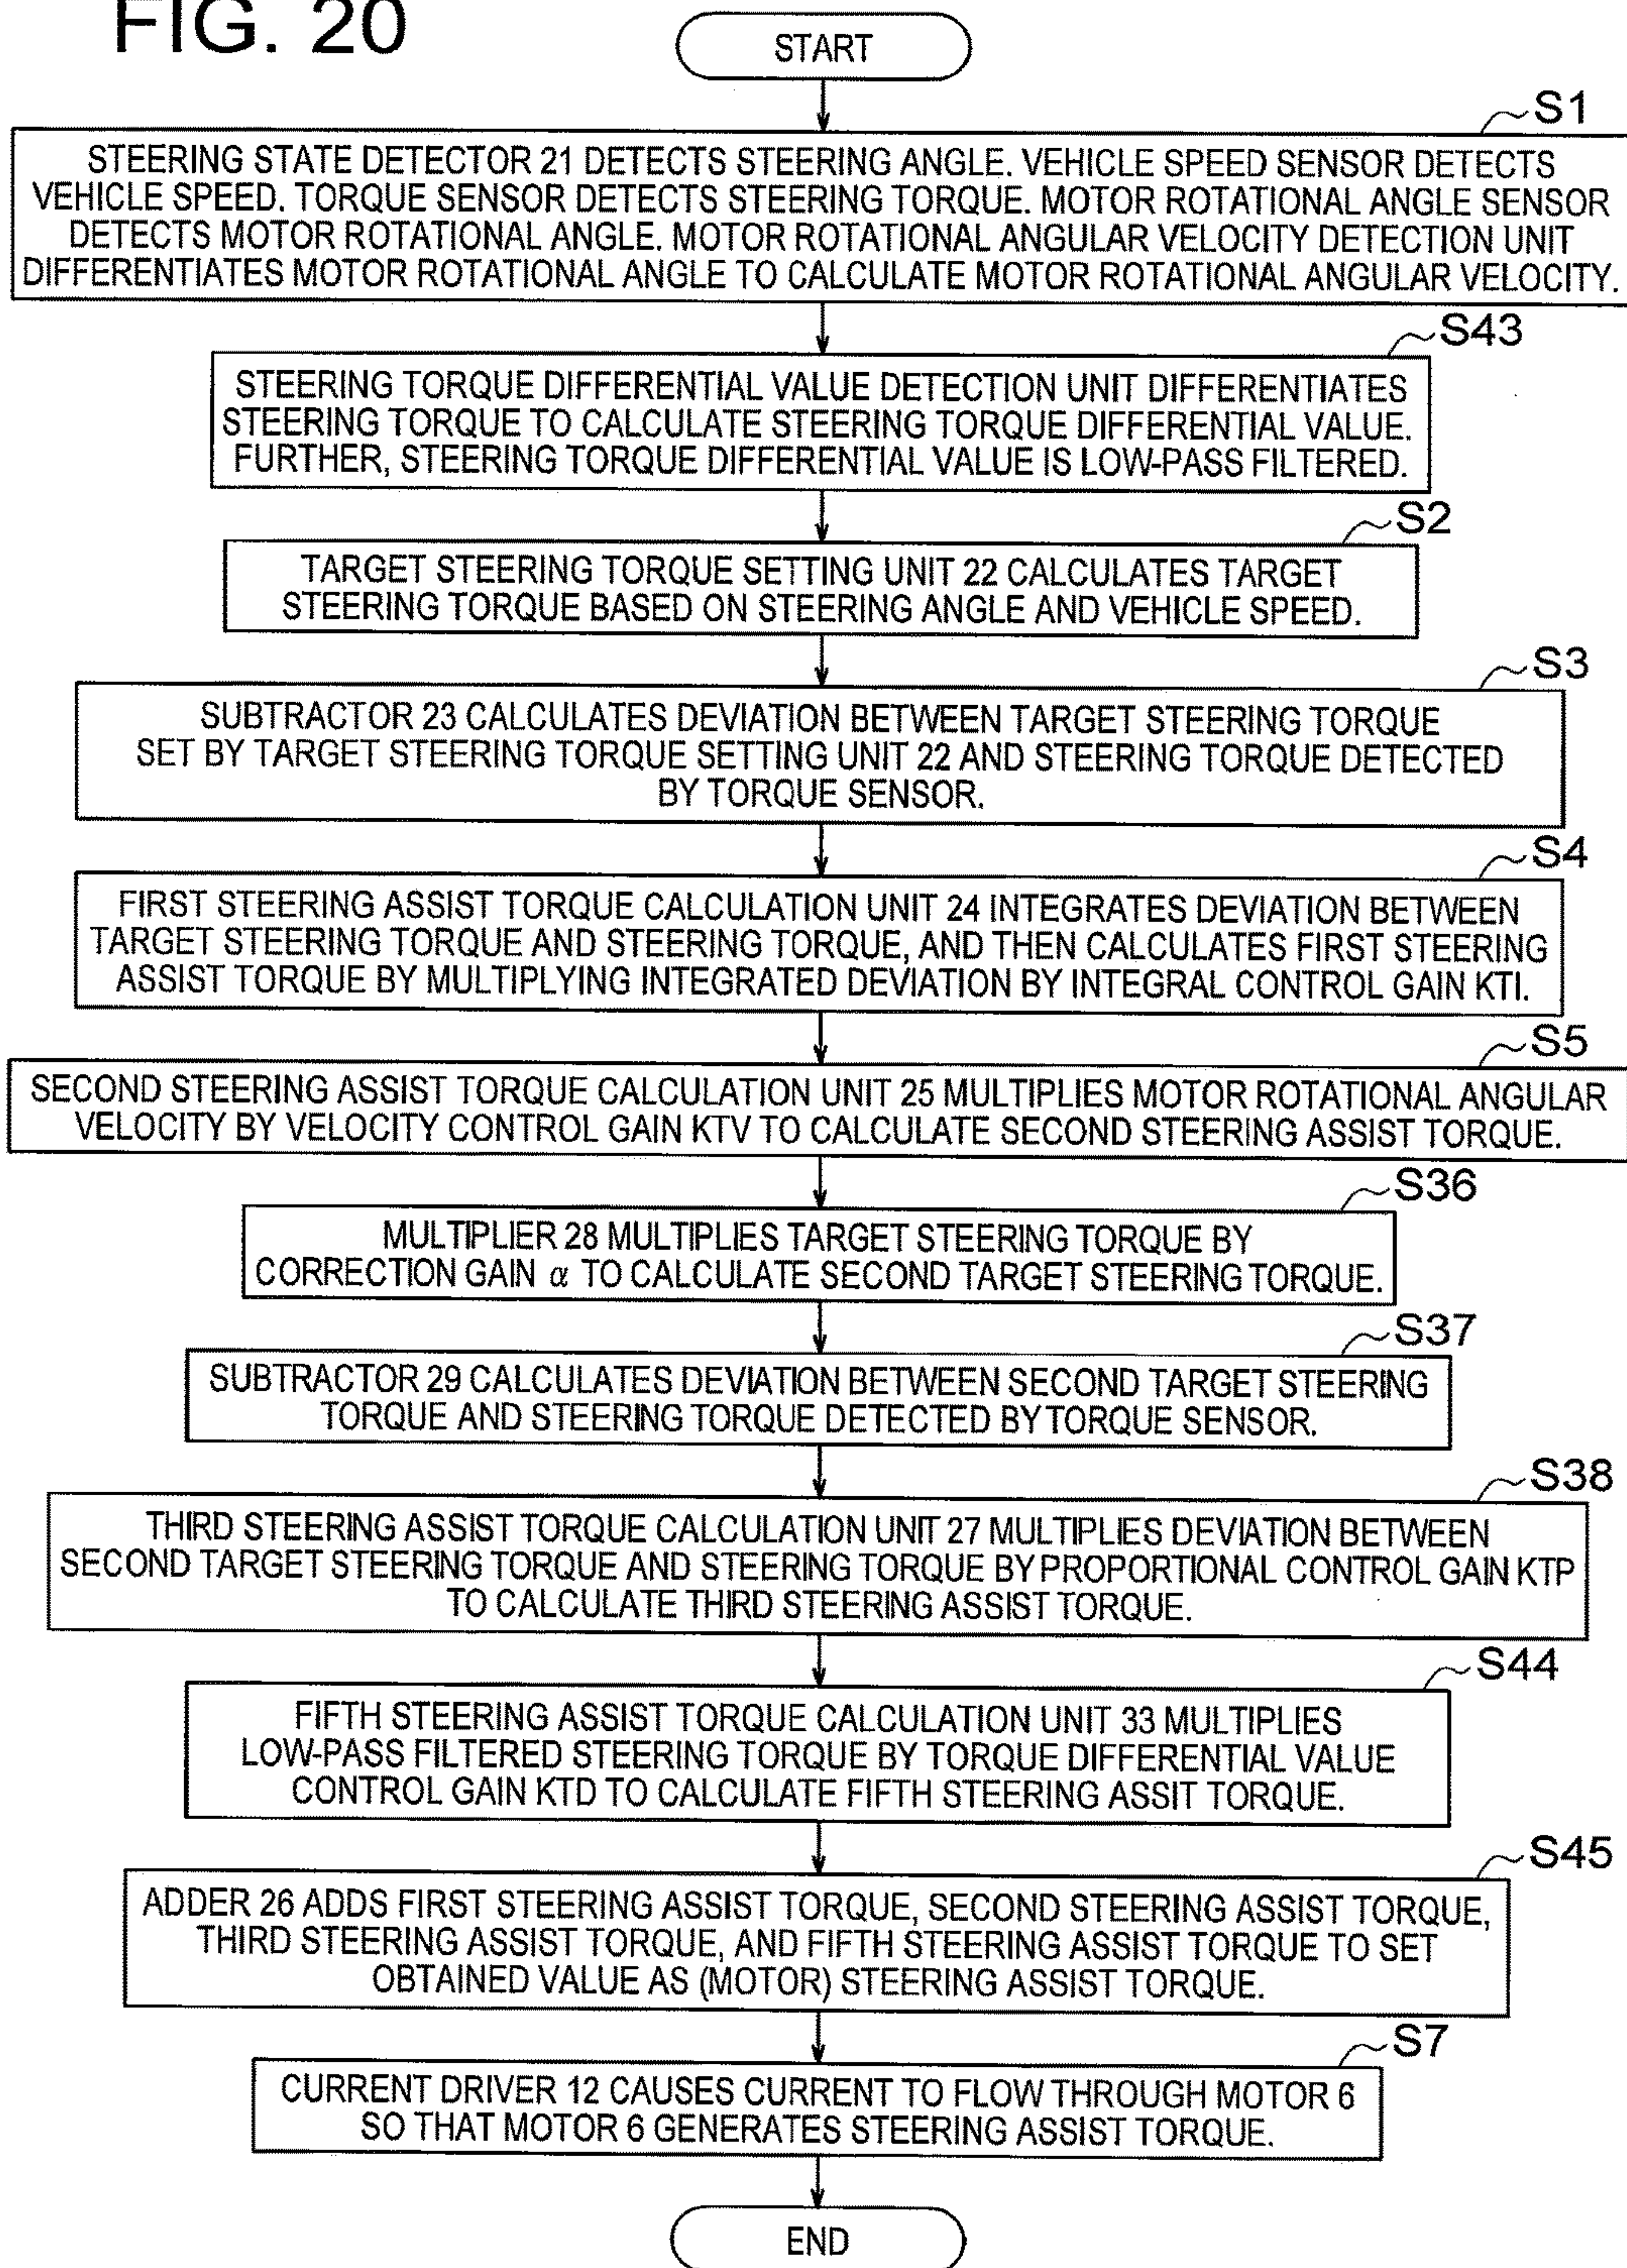 FIG. 20
START
S1
STEERING STATE DETECTOR 21 DETECTS STEERING ANGLE. VEHICLE SPEED SENSOR DETECTS
VEHICLE SPEED. TORQUE SENSOR DETECTS STEERING TORQUE. MOTOR ROTATIONAL ANGLE SENSOR
DETECTS MOTOR ROTATIONAL ANGLE. MOTOR ROTATIONAL ANGULAR VELOCITY DETECTION UNIT
DIFFERENTIATES MOTOR ROTATIONAL ANGLE TO CALCULATE MOTOR ROTATIONAL ANGULAR VELOCITY.
S43
STEERING TORQUE DIFFERENTIAL VALUE DETECTION UNIT DIFFERENTIATES
STEERING TORQUE TO CALCULATE STEERING TORQUE DIFFERENTIAL VALUE.
FURTHER, STEERING TORQUE DIFFERENTIAL VALUE IS LOW-PASS FILTERED.
S2
TARGET STEERING TORQUE SETTING UNIT 22 CALCULATES TARGET
STEERING TORQUE BASED ON STEERING ANGLE AND VEHICLE SPEED.
S3
SUBTRACTOR 23 CALCULATES DEVIATION BETWEEN TARGET STEERING TORQUE
SET BY TARGET STEERING TORQUE SETTING UNIT 22 AND STEERING TORQUE DETECTED
BY TORQUE SENSOR.
S4
FIRST STEERING ASSIST TORQUE CALCULATION UNIT 24 INTEGRATES DEVIATION BETWEEN
TARGET STEERING TORQUE AND STEERING TORQUE, AND THEN CALCULATES FIRST STEERING
ASSIST TORQUE BY MULTIPLYING INTEGRATED DEVIATION BY INTEGRAL CONTROL GAIN KTI.
S5
SECOND STEERING ASSIST TORQUE CALCULATION UNIT 25 MULTIPLIES MOTOR ROTATIONAL ANGULAR
VELOCITY BY VELOCITY CONTROL GAIN KTV TO CALCULATE SECOND STEERING ASSIST TORQUE.
S36
MULTIPLIER 28 MULTIPLIES TARGET STEERING TORQUE BY
CORRECTION GAIN α TO CALCULATE SECOND TARGET STEERING TORQUE.
S37
SUBTRACTOR 29 CALCULATES DEVIATION BETWEEN SECOND TARGET STEERING
TORQUE AND STEERING TORQUE DETECTED BY TORQUE SENSOR.
S38
THIRD STEERING ASSIST TORQUE CALCULATION UNIT 27 MULTIPLIES DEVIATION BETWEEN
SECOND TARGET STEERING TORQUE AND STEERING TORQUE BY PROPORTIONAL CONTROL GAIN KTP
TO CALCULATE THIRD STEERING ASSIST TORQUE.
S44
FIFTH STEERING ASSIST TORQUE CALCULATION UNIT 33 MULTIPLIES
LOW-PASS FILTERED STEERING TORQUE BY TORQUE DIFFERENTIAL VALUE
CONTROL GAIN KTD TO CALCULATE FIFTH STEERING ASSIT TORQUE.
S45
ADDER 26 ADDS FIRST STEERING ASSIST TORQUE, SECOND STEERING ASSIST TORQUE,
THIRD STEERING ASSIST TORQUE, AND FIFTH STEERING ASSIST TORQUE TO SET
OBTAINED VALUE AS (MOTOR) STEERING ASSIST TORQUE.
S7
CURRENT DRIVER 12 CAUSES CURRENT TO FLOW THROUGH MOTOR 6
SO THAT MOTOR 6 GENERATES STEERING ASSIST TORQUE.
END